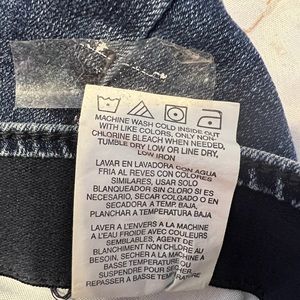 MACHINE WASH COLD INSIDE OUT
WITH LIKE COLORS, ONLY NON
CHLORINE BLEACH WHEN NEEDED,
TUMBLE DRY LOW OR LINE DRY,
LOW IRON
LAVAR EN LAVADORA CON AGUA
FRIA AL REVES CON COLORES
SIMILARES, USAR SOLO
BLANQUEADOR SIN CLORO SI ES
NECESARIO, SECAR COLGADO O EN
SECADORA A TEMP. BAJA,
PLANCHAR A TEMPERATURA BAJA
LAVER A L'ENVERS A LA MACHINE
A L'EAU FROIDE AVEC COULEURS
SEMBLABLES, AGENT DE
BLANCHIMENT NON CHLORE AU
BESOIN, SECHER A LA MACHINE A
BASSE TEMPERATURE OU
SUSPENDRE POUR SECHER
REPASSER A BASSE TEMPERATURE